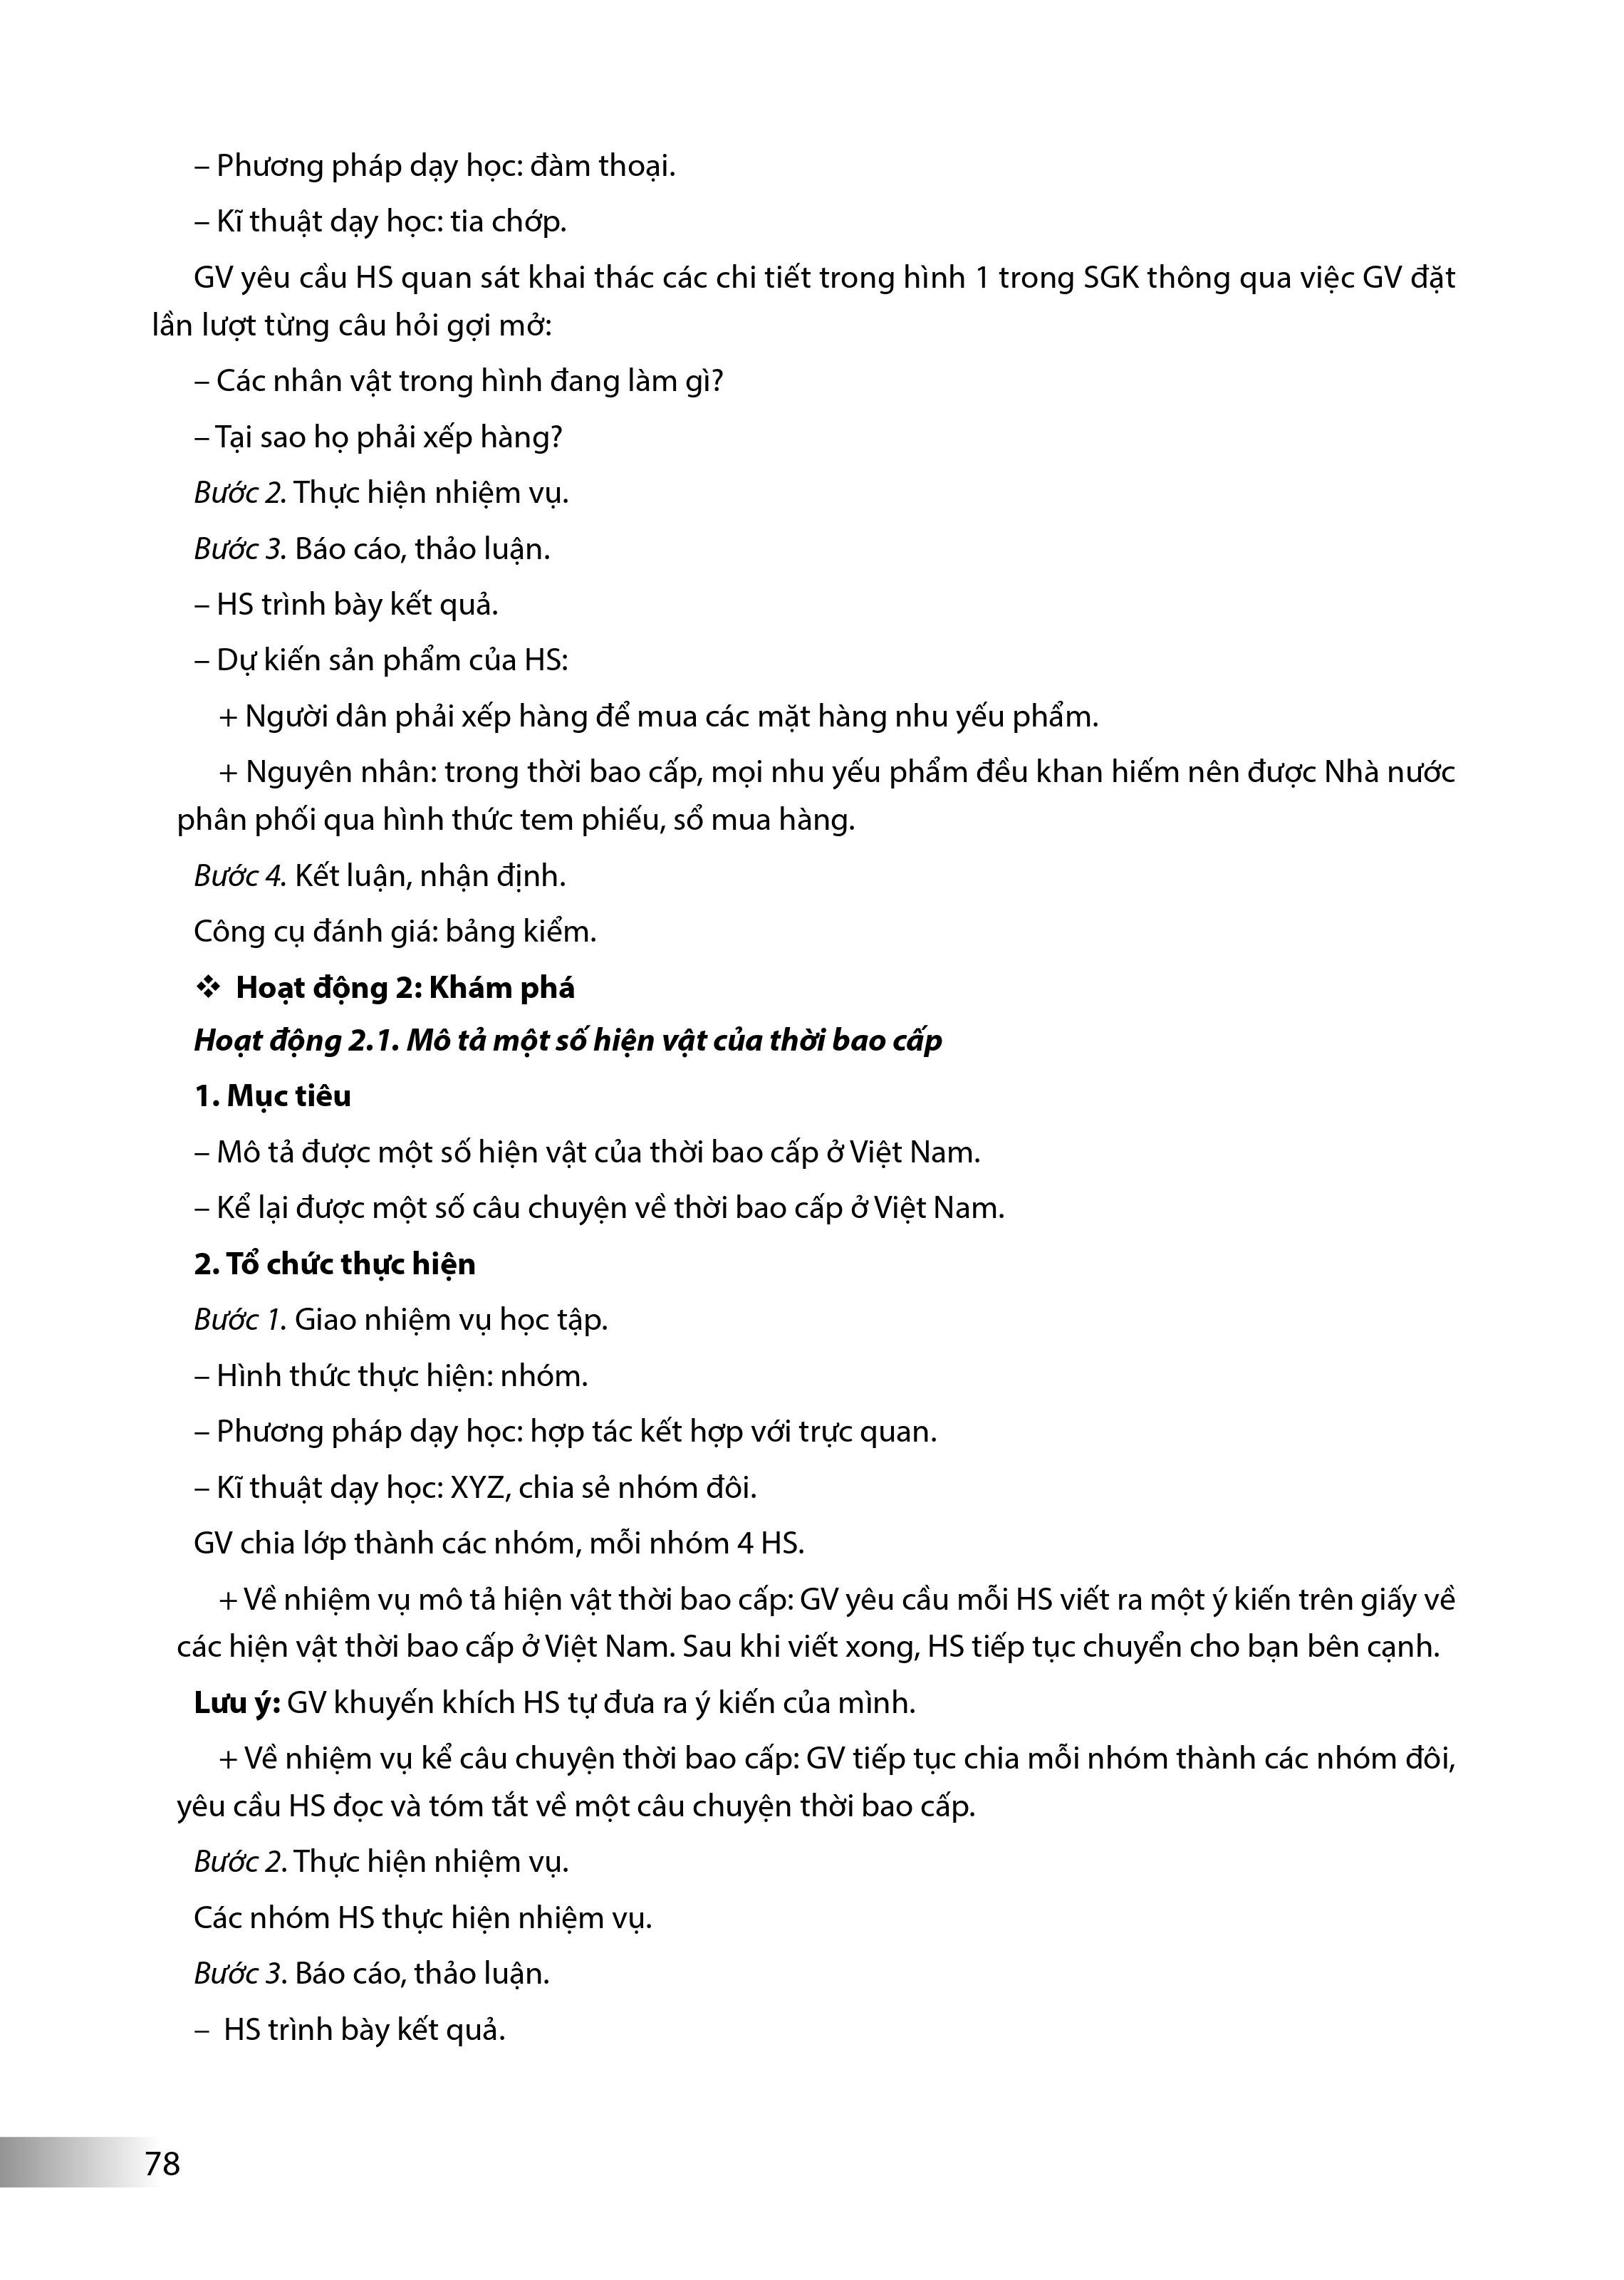 – Phương pháp dạy học: đàm thoại.
– Kĩ thuật dạy học: tia chớp.
GV yêu cầu HS quan sát khai thác các chi tiết trong hình 1 trong SGK thông qua việc GV đặt
lần lượt từng câu hỏi gợi mở:
– Các nhân vật trong hình đang làm gì?
– Tại sao họ phải xếp hàng?
Bước 2. Thực hiện nhiệm vụ.
Bước 3. Báo cáo, thảo luận.
– HS trình bày kết quả.
– Dự kiến sản phẩm của HS:
+ Người dân phải xếp hàng để mua các mặt hàng nhu yếu phẩm.
+ Nguyên nhân: trong thời bao cấp, mọi nhu yếu phẩm đều khan hiếm nên được Nhà nước
phân phối qua hình thức tem phiếu, sổ mua hàng.
Bước 4. Kết luận, nhận định.
Công cụ đánh giá: bảng kiểm.
❖ Hoạt động 2: Khám phá
Hoạt động 2.1. Mô tả một số hiện vật của thời bao cấp
1. Mục tiêu
– Mô tả được một số hiện vật của thời bao cấp ở Việt Nam.
– Kể lại được một số câu chuyện về thời bao cấp ở Việt Nam.
2. Tổ chức thực hiện
Bước 1. Giao nhiệm vụ học tập.
– Hình thức thực hiện: nhóm.
– Phương pháp dạy học: hợp tác kết hợp với trực quan.
– Kĩ thuật dạy học: XYZ, chia sẻ nhóm đôi.
GV chia lớp thành các nhóm, mỗi nhóm 4 HS.
+ Về nhiệm vụ mô tả hiện vật thời bao cấp: GV yêu cầu mỗi HS viết ra một ý kiến trên giấy về
các hiện vật thời bao cấp ở Việt Nam. Sau khi viết xong, HS tiếp tục chuyển cho bạn bên cạnh.
Lưu ý: GV khuyến khích HS tự đưa ra ý kiến của mình.
+ Về nhiệm vụ kể câu chuyện thời bao cấp: GV tiếp tục chia mỗi nhóm thành các nhóm đôi,
yêu cầu HS đọc và tóm tắt về một câu chuyện thời bao cấp.
Bước 2. Thực hiện nhiệm vụ.
Các nhóm HS thực hiện nhiệm vụ.
Bước 3. Báo cáo, thảo luận.
– HS trình bày kết quả.
78